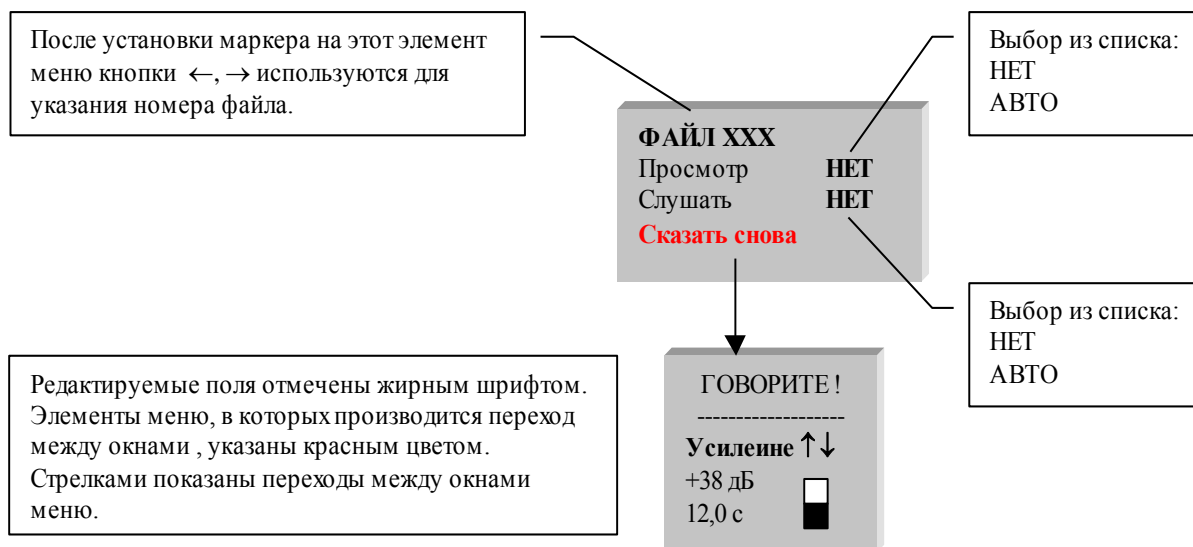 После установки маркера на этот элемент
меню кнопки ←, → используются для
указания номера файла.
Выбор из списка:
НЕТ
АВТО
ФАЙЛ XXX
Просмотр НЕТ
Слушать НЕТ
Сказать снова
Выбор из списка:
НЕТ
АВТО
Редактируемые поля отмечены жирным шрифтом.
Элементы меню, в которых производится переход
между окнами , указаны красным цветом.
Стрелками показаны переходы между окнами
меню.
ГОВОРИТЕ !
-------------------
Усилеине ↑↓
+38 дБ
12,0 с